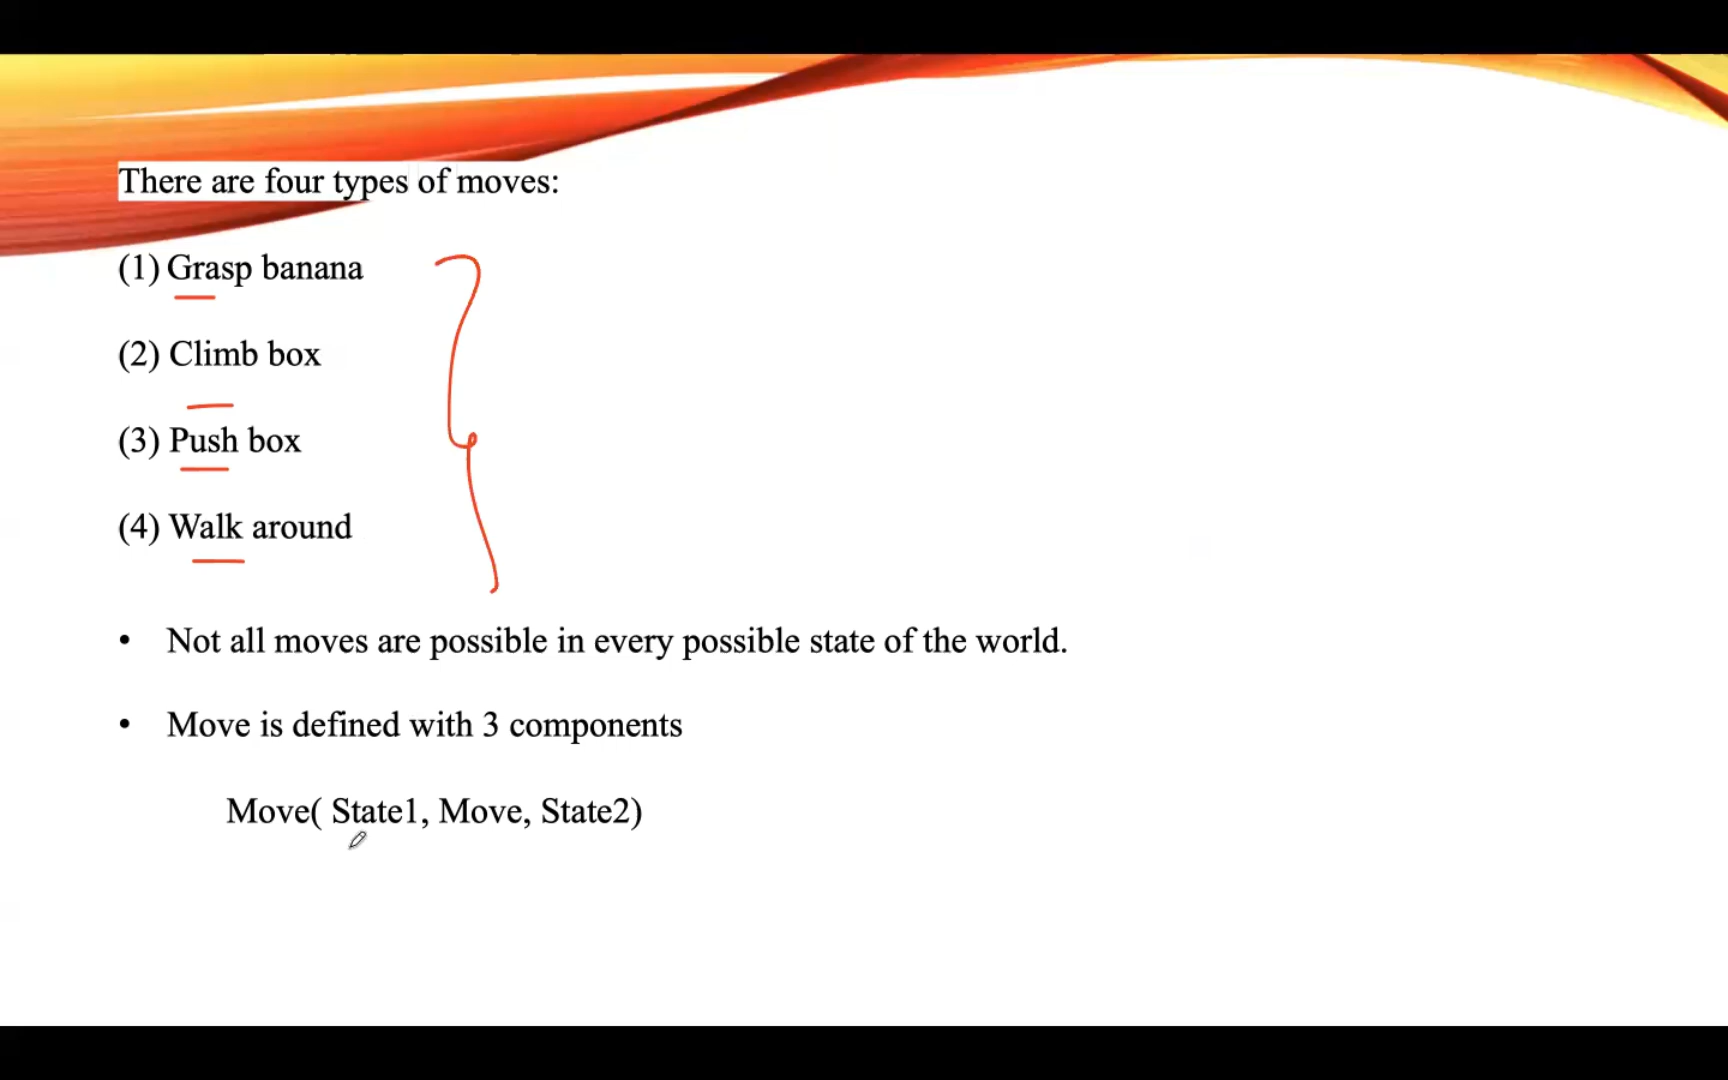 There are four types of moves:
(1) Grasp banana
(2) Climb box
(3) Push box
(4) Walk around
• Not all moves are possible in every possible state of the world.
• Move is defined with 3 components
Move( State1, Move, State2)